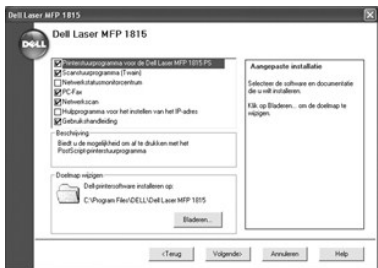 Dell Laser MFP 1815
DELL
Dell Laser MFP 1815
Printerstuurprogramma voor de Dell Laser MFP 1815 PS
Scanstuurprogramma (Twain)
Netwerkstatusmonitorcentrum
PC-Fax
Netwerkscan
Hulpprogramma voor het instellen van het IP-adres
Gebruikshandleiding
Beschrijving
Biedt u de mogelijkheid om af te drukken met het
PostScript-printerstuurprogramma
Doelmap wijzigen
Dell-printersoftware installeren op:
C:\Program Files\DELL\Dell Laser MFP 1815
Bladeren...
Aangepaste installatie
Selecteer de software en documentatie
die u wilt installeren.
Klik op Bladeren... om de doelmap te
wijzigen.
<Terug
Volgende>
Annuleren
Help